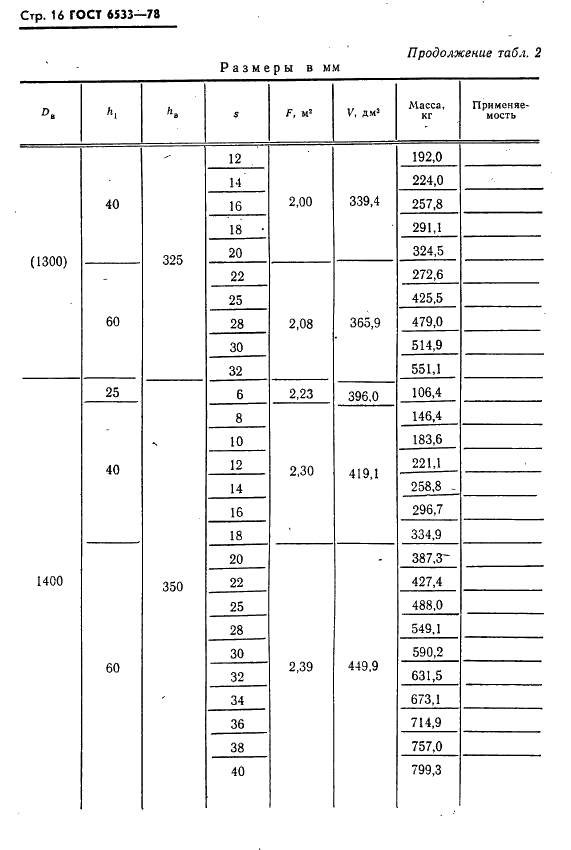 Стр. 16 ГОСТ 6533—78
Продолжение табл. 2
Размеры в мм
Dв h1 hв s F, м² V, дм³ Масса, кг Применяе-мость
12 192,0
14 224,0
40 16 2,00 339,4 257,8
18 291,1
20 324,5
(1300) 325
22 272,6
25 425,5
60 28 2,08 365,9 479,0
30 514,9
32 551,1
25 6 2,23 396,0 106,4
8 146,4
10 183,6
12 221,1
40 2,30 419,1
14 258,8
16 296,7
18 334,9
20 387,3
1400 350 22 427,4
25 488,0
28 549,1
30 590,2
60 2,39 449,9
32 631,5
34 673,1
36 714,9
38 757,0
40 799,3